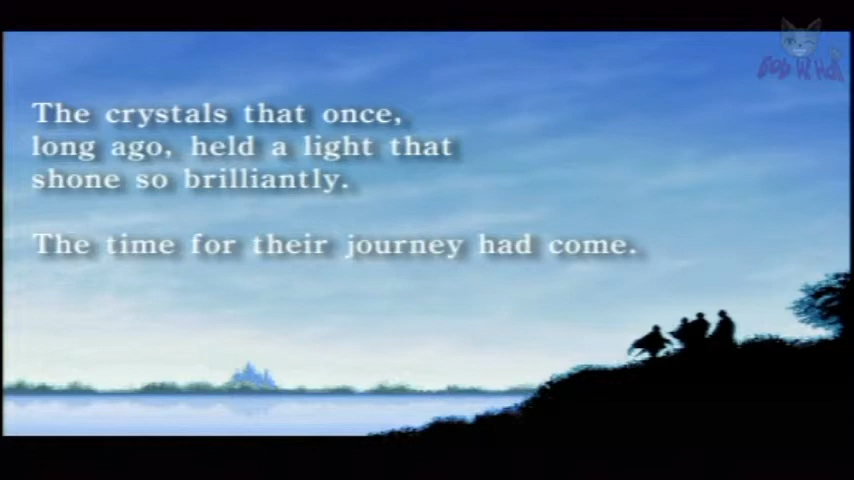 The crystals that once,
long ago, held a light that
shone so brilliantly.
The time for their journey had come.